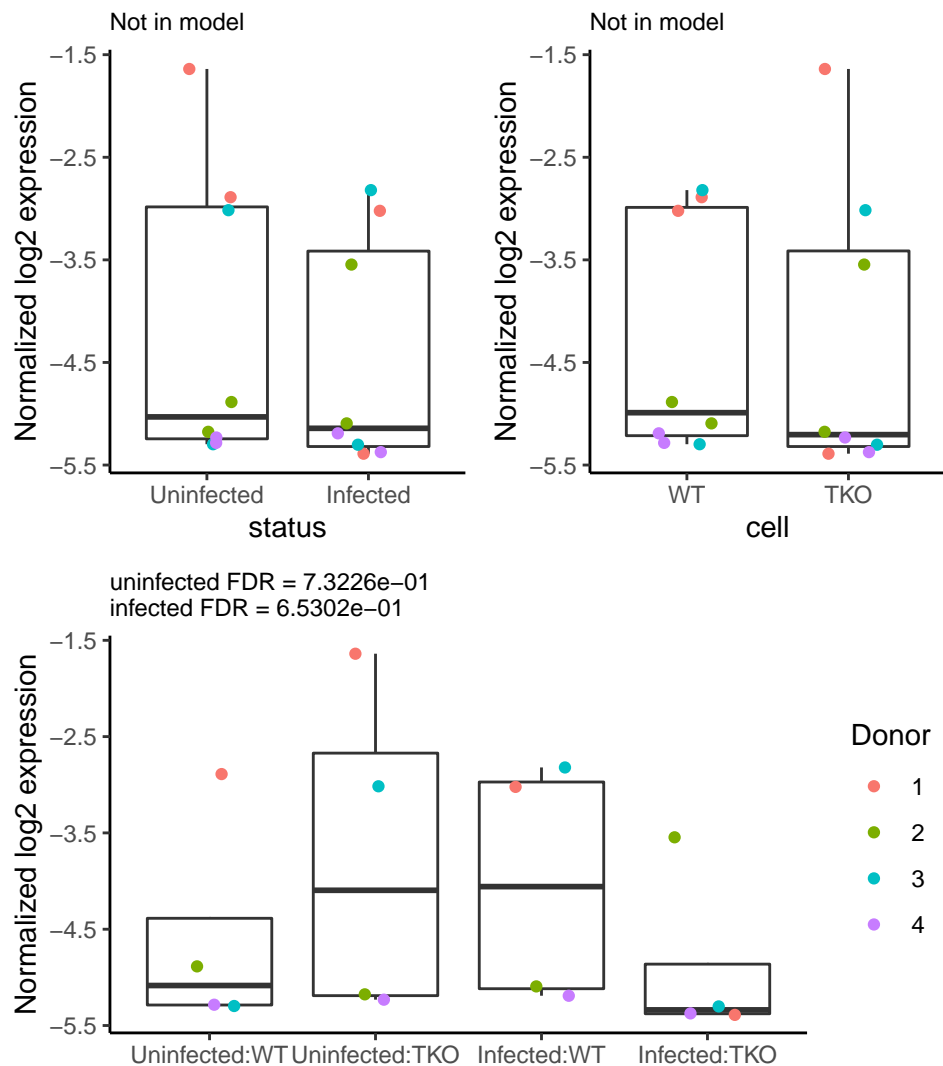 Not in model
Normalized log2 expression
−1.5
−2.5
−3.5
−4.5
−5.5
Uninfected
Infected
status
Not in model
Normalized log2 expression
−1.5
−2.5
−3.5
−4.5
−5.5
WT
TKO
cell
uninfected FDR = 7.3226e−01
infected FDR = 6.5302e−01
Normalized log2 expression
−1.5
−2.5
−3.5
−4.5
−5.5
Uninfected:WT
Uninfected:TKO
Infected:WT
Infected:TKO
Donor
1
2
3
4